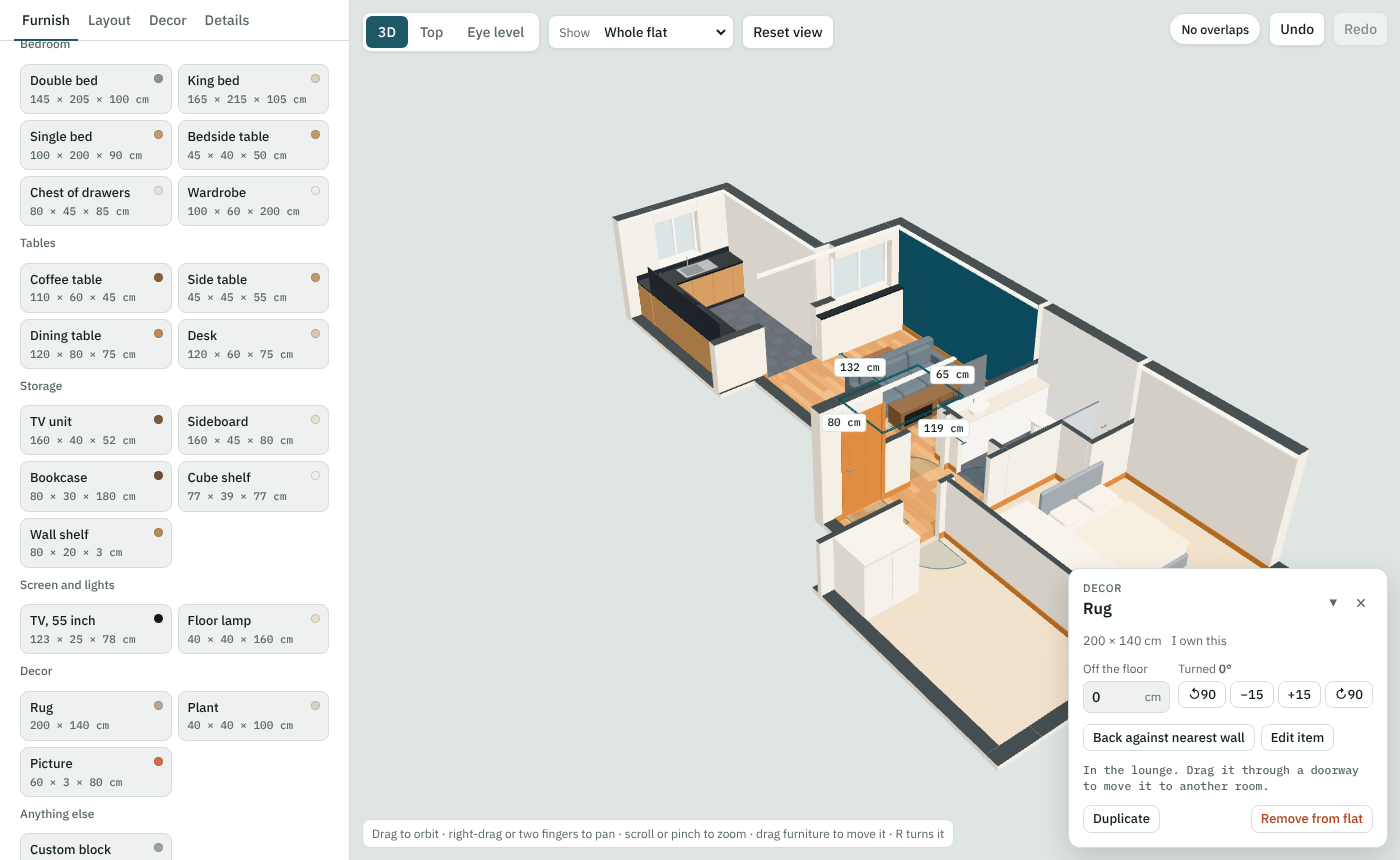 Furnish Layout Decor Details
Bedroom
Double bed
145 × 205 × 100 cm
King bed
165 × 215 × 105 cm
Single bed
100 × 200 × 90 cm
Bedside table
45 × 40 × 50 cm
Chest of drawers
80 × 45 × 85 cm
Wardrobe
100 × 60 × 200 cm
Tables
Coffee table
110 × 60 × 45 cm
Side table
45 × 45 × 55 cm
Dining table
120 × 80 × 75 cm
Desk
120 × 60 × 75 cm
Storage
TV unit
160 × 40 × 52 cm
Sideboard
160 × 45 × 80 cm
Bookcase
80 × 30 × 180 cm
Cube shelf
77 × 39 × 77 cm
Wall shelf
80 × 20 × 3 cm
Screen and lights
TV, 55 inch
123 × 25 × 78 cm
Floor lamp
40 × 40 × 160 cm
Decor
Rug
200 × 140 cm
Plant
40 × 40 × 100 cm
Picture
60 × 3 × 80 cm
Anything else
Custom block
3D Top Eye level
Show Whole flat
Reset view
No overlaps
Undo
Redo
132 cm
65 cm
80 cm
119 cm
DECOR
Rug
200 × 140 cm I own this
Off the floor
0 cm
Turned 0°
↺90 −15 +15 ↻90
Back against nearest wall
Edit item
In the lounge. Drag it through a doorway
to move it to another room.
Duplicate
Remove from flat
Drag to orbit · right-drag or two fingers to pan · scroll or pinch to zoom · drag furniture to move it · R turns it